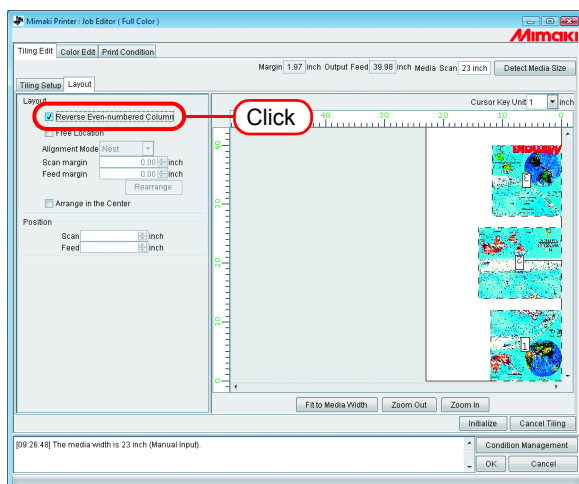 Mimaki Printer : Job Editor ( Full Color )
Mimaki
Tiling Edit Color Edit Print Condition
Margin 1.97 inch Output Feed 39.98 inch Media Scan 23 inch Detect Media Size
Tiling Setup Layout
Layout
Cursor Key Unit 1 inch
Reverse Even-numbered Column
Click
40 30 20 10 0
Free Location
Alignment Mode Nest
Scan margin 0.00 inch
Feed margin 0.00 inch
Rearrange
Arrange in the Center
Position
Scan inch
Feed inch
40
30
20
10
0
3
2
1
Fit to Media Width Zoom Out Zoom In
Initialize Cancel Tiling
[09:26:48] The media width is 23 inch (Manual Input).
Condition Management
OK Cancel